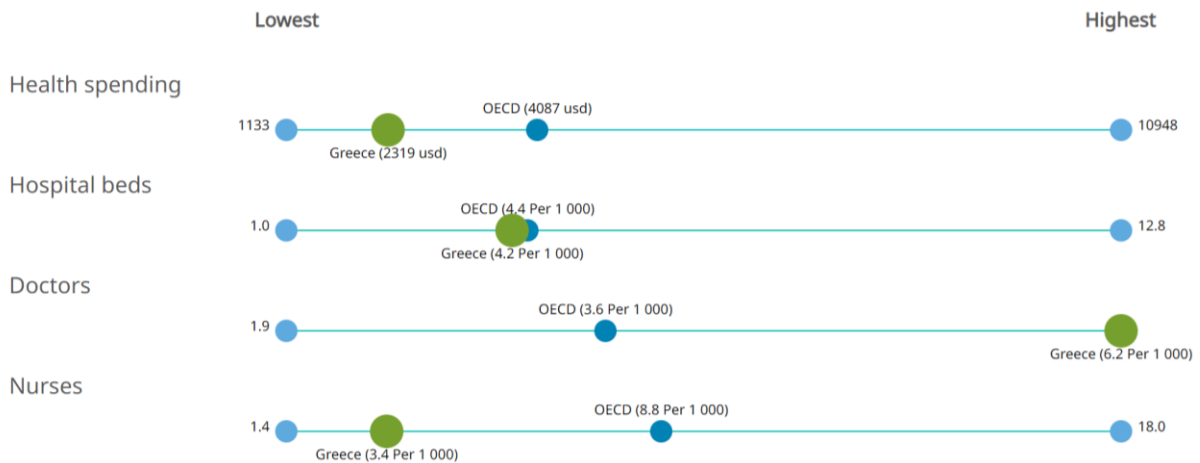 Lowest Highest
Health spending
OECD (4087 usd)
1133 10948
Greece (2319 usd)
Hospital beds
OECD (4.4 Per 1 000)
1.0 12.8
Greece (4.2 Per 1 000)
Doctors
OECD (3.6 Per 1 000)
1.9
Greece (6.2 Per 1 000)
Nurses
OECD (8.8 Per 1 000)
1.4 18.0
Greece (3.4 Per 1 000)